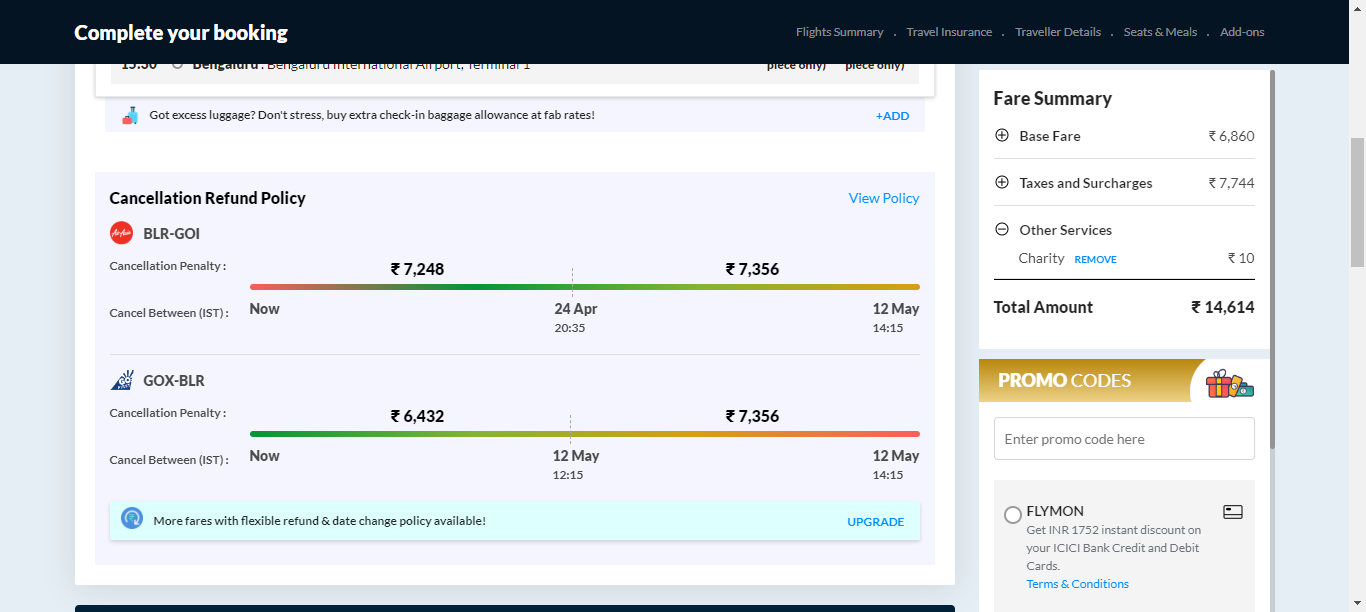 Complete your booking
Flights Summary . Travel Insurance . Traveller Details . Seats & Meals . Add-ons
15:30 Bengaluru : Bengaluru International Airport, Terminal 1 piece only) piece only)
Got excess luggage? Don't stress, buy extra check-in baggage allowance at fab rates! +ADD
Cancellation Refund Policy View Policy
AirAsia BLR-GOI
Cancellation Penalty : ₹ 7,248 ₹ 7,356
Cancel Between (IST) : Now 24 Apr 12 May
20:35 14:15
GO FIRST GOX-BLR
Cancellation Penalty : ₹ 6,432 ₹ 7,356
Cancel Between (IST) : Now 12 May 12 May
12:15 14:15
More fares with flexible refund & date change policy available! UPGRADE
Fare Summary
Base Fare ₹ 6,860
Taxes and Surcharges ₹ 7,744
Other Services
Charity REMOVE ₹ 10
Total Amount ₹ 14,614
PROMO CODES
Enter promo code here
FLYMON
Get INR 1752 instant discount on
your ICICI Bank Credit and Debit
Cards.
Terms & Conditions